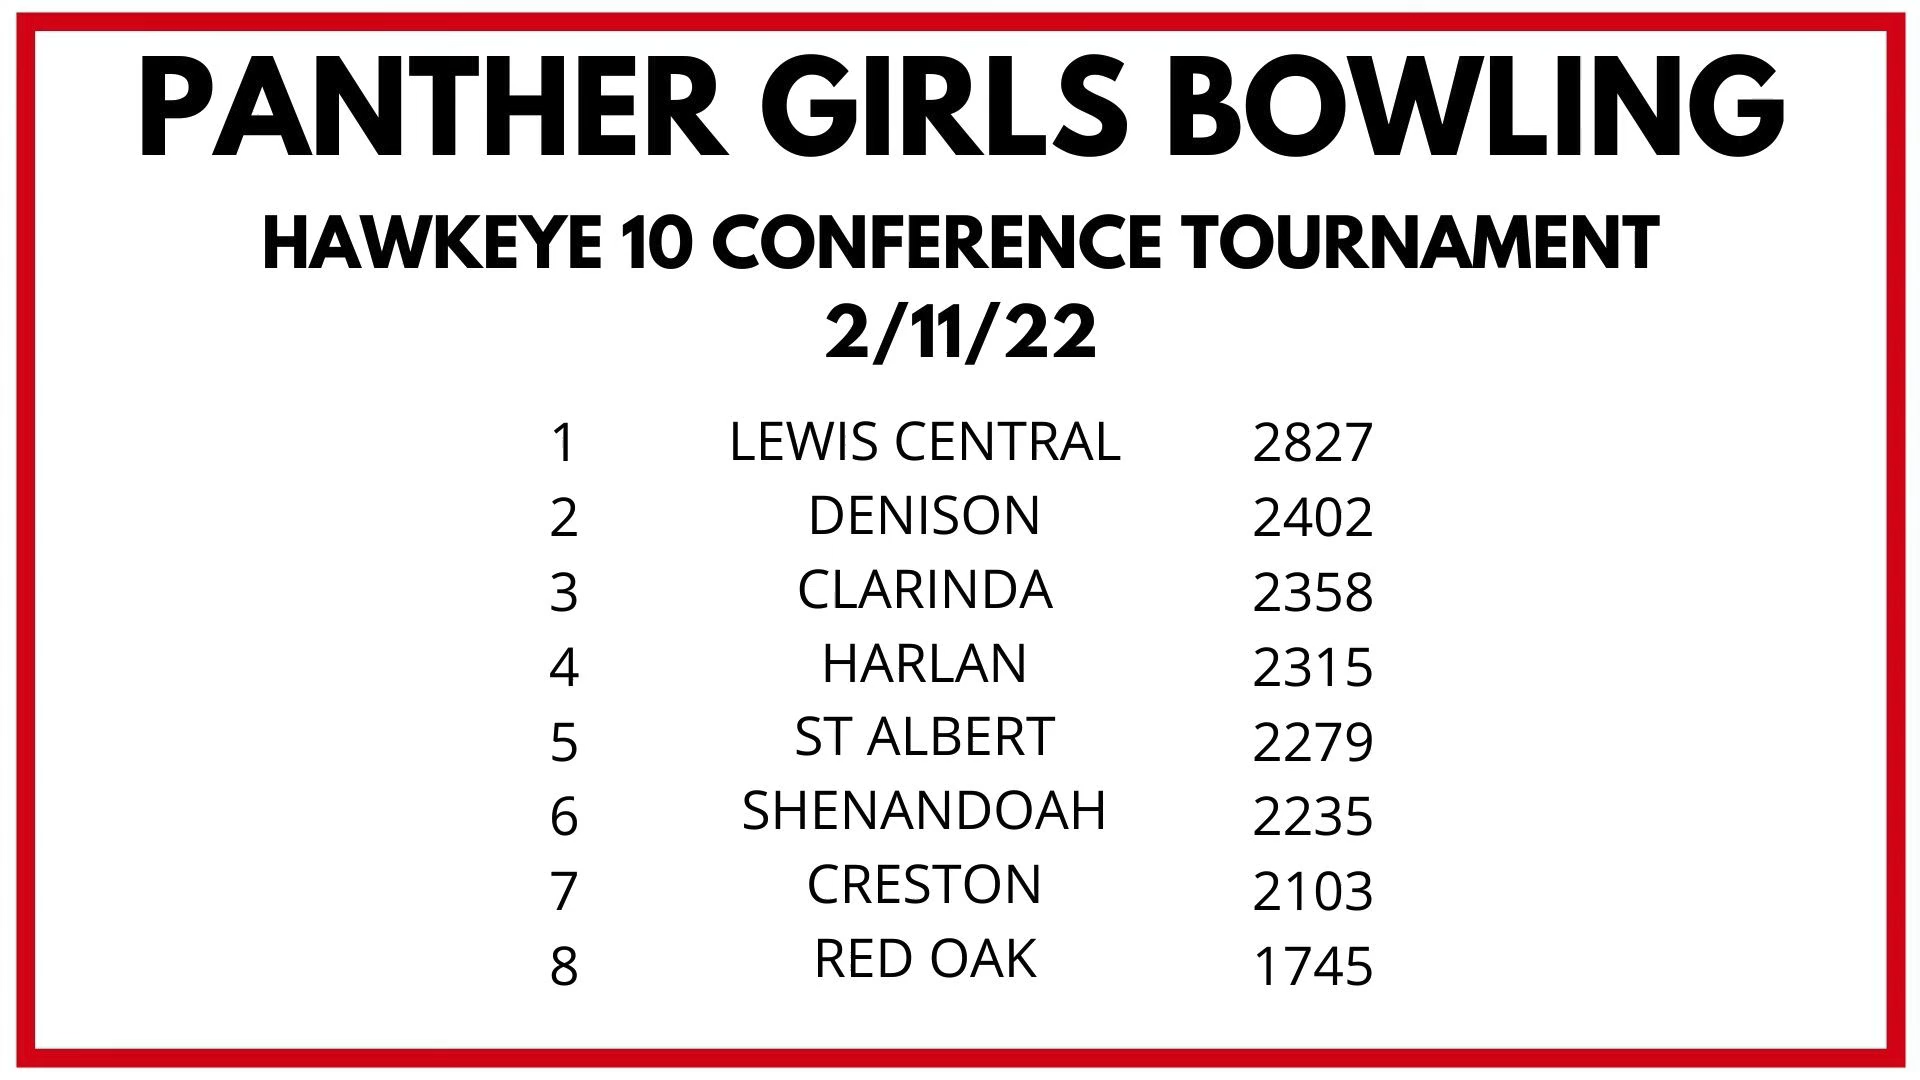 PANTHER GIRLS BOWLING
HAWKEYE 10 CONFERENCE TOURNAMENT
2/11/22
1 LEWIS CENTRAL 2827
2 DENISON 2402
3 CLARINDA 2358
4 HARLAN 2315
5 ST ALBERT 2279
6 SHENANDOAH 2235
7 CRESTON 2103
8 RED OAK 1745